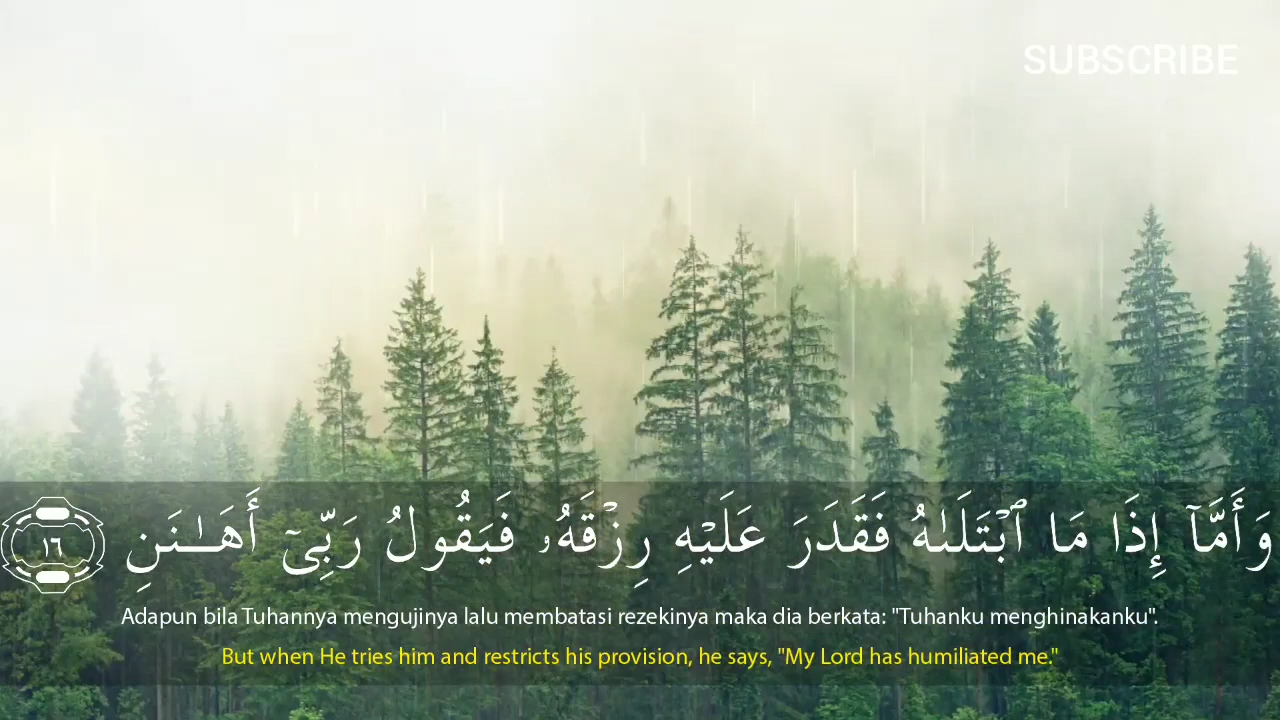 SUBSCRIBE
وَأَمَّآ إِذَا مَا ٱبْتَلَىٰهُ فَقَدَرَ عَلَيْهِ رِزْقَهُۥ فَيَقُولُ رَبِّىٓ أَهَـٰنَنِ ١٦
Adapun bila Tuhannya mengujinya lalu membatasi rezekinya maka dia berkata: "Tuhanku menghinakanku".
But when He tries him and restricts his provision, he says, "My Lord has humiliated me."